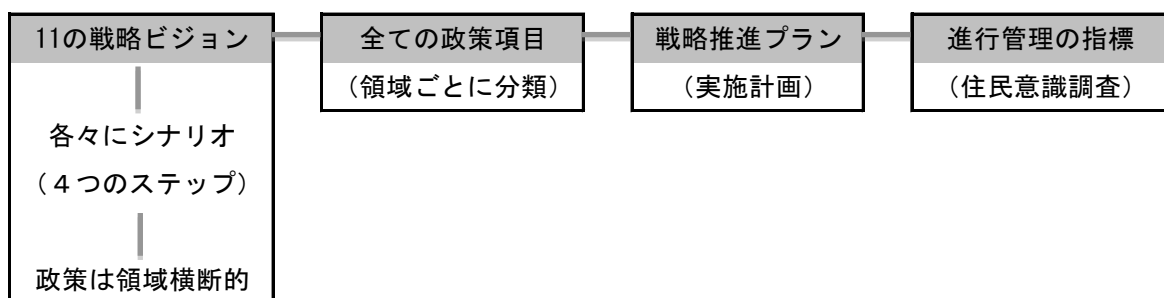 11の戦略ビジョン
各々にシナリオ
（４つのステップ）
政策は領域横断的
全ての政策項目
（領域ごとに分類）
戦略推進プラン
（実施計画）
進行管理の指標
（住民意識調査）